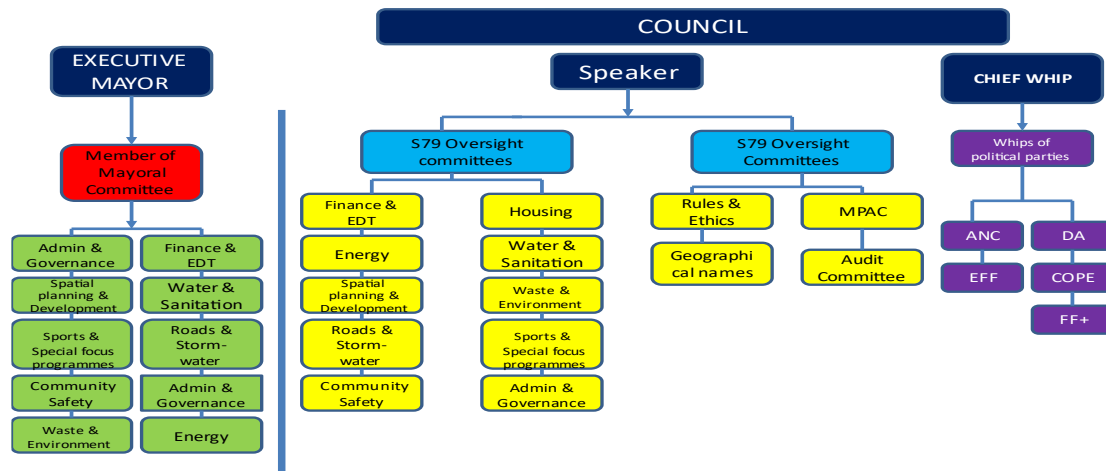 COUNCIL
EXECUTIVE
MAYOR
Speaker
CHIEF WHIP
Member of
Mayoral
Committee
S79 Oversight
committees
S79 Oversight
Committees
Whips of
political parties
Admin &
Governance
Finance &
EDT
Spatial
planning &
Development
Water &
Sanitation
Sports &
Special focus
programmes
Roads &
Storm-
water
Community
Safety
Admin &
Governance
Waste &
Environment
Energy
Finance &
EDT
Housing
Energy
Water &
Sanitation
Spatial
planning &
Development
Waste &
Environment
Roads &
Storm-
water
Sports &
Special focus
programmes
Community
Safety
Admin &
Governance
Rules &
Ethics
MPAC
Geographi
cal names
Audit
Committee
ANC
DA
EFF
COPE
FF+